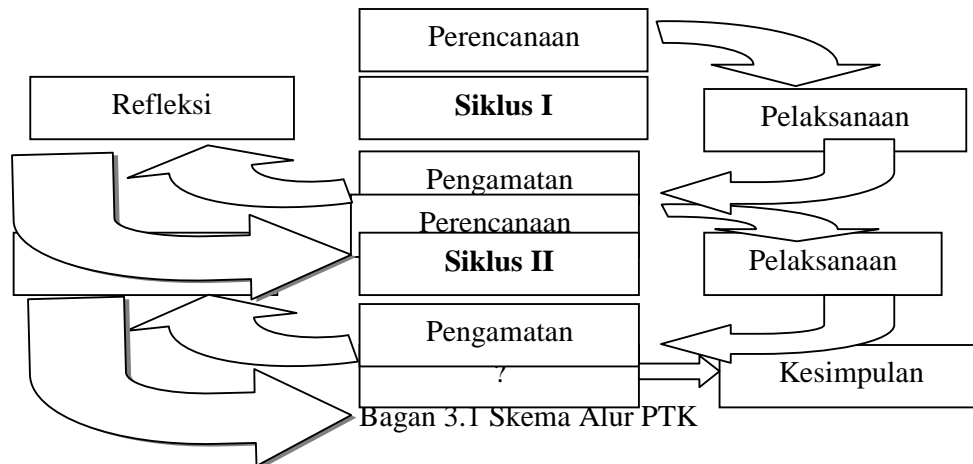 Perencanaan
Refleksi
Siklus I
Pelaksanaan
Pengamatan
Perencanaan
Siklus II
Pelaksanaan
Pengamatan
?
Kesimpulan
Bagan 3.1 Skema Alur PTK